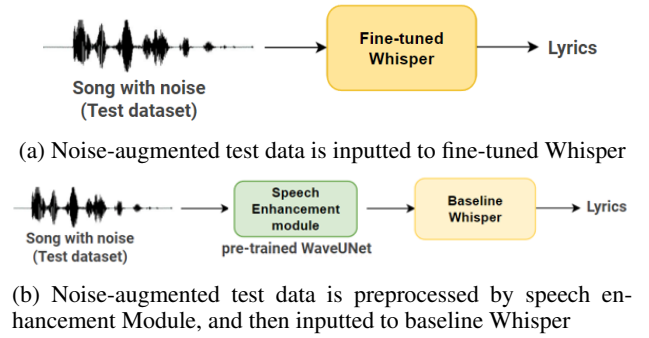 Fine-tuned
Whisper
Lyrics
Song with noise
(Test dataset)
(a) Noise-augmented test data is inputted to fine-tuned Whisper
Speech
Enhancement
module
Baseline
Whisper
Lyrics
Song with noise
(Test dataset)
pre-trained WaveUNet
(b) Noise-augmented test data is preprocessed by speech en-
hancement Module, and then inputted to baseline Whisper